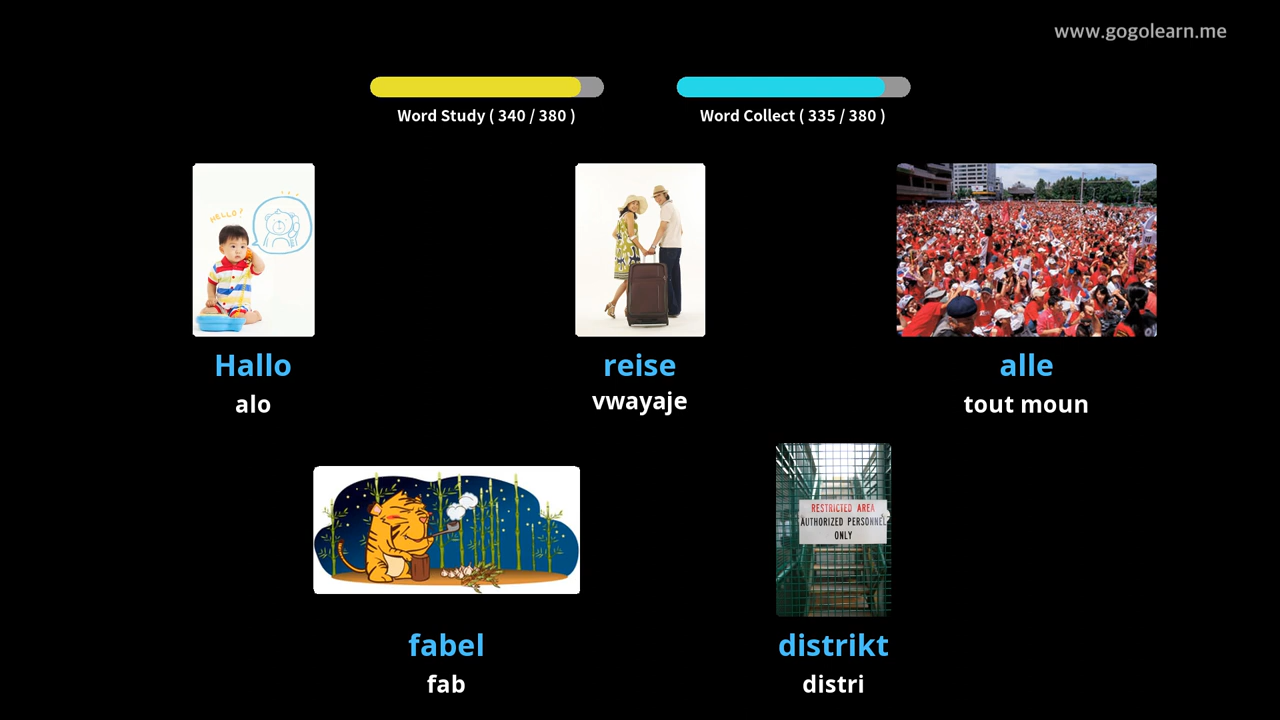 www.gogolearn.me
Word Study ( 340 / 380 )
Word Collect ( 335 / 380 )
HELLO?
Hallo
alo
reise
vwayaje
alle
tout moun
RESTRICTED AREA
AUTHORIZED PERSONNEL
ONLY
fabel
fab
distrikt
distri